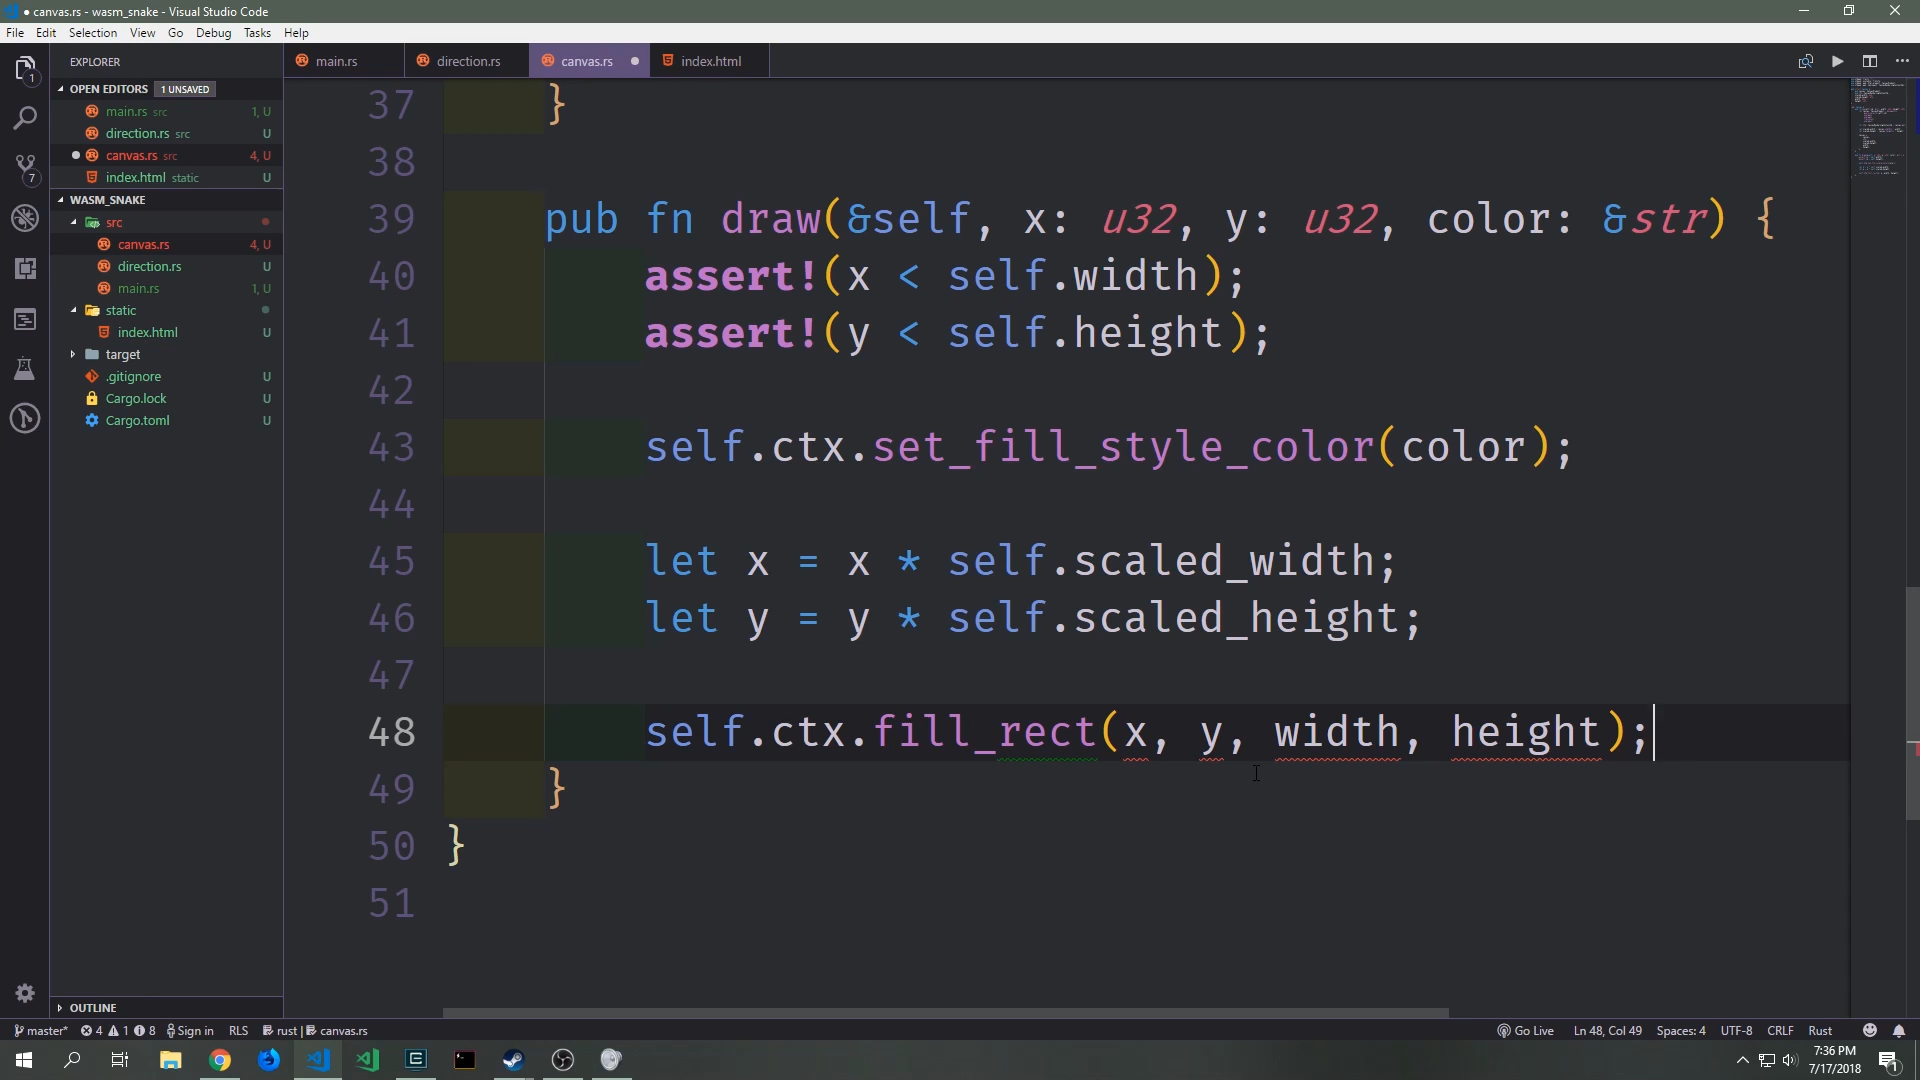 canvas.rs - wasm_snake - Visual Studio Code
File Edit Selection View Go Debug Tasks Help
EXPLORER
main.rs direction.rs canvas.rs index.html
OPEN EDITORS 1 UNSAVED
main.rs src 1, U
direction.rs src U
canvas.rs src 4, U
index.html static U
WASM_SNAKE
src
canvas.rs 4, U
direction.rs U
main.rs 1, U
static
index.html U
target
.gitignore U
Cargo.lock U
Cargo.toml U
OUTLINE
1
7
37 }
38
39 pub fn draw(&self, x: u32, y: u32, color: &str) {
40 assert!(x < self.width);
41 assert!(y < self.height);
42
43 self.ctx.set_fill_style_color(color);
44
45 let x = x * self.scaled_width;
46 let y = y * self.scaled_height;
47
48 self.ctx.fill_rect(x, y, width, height);
49 }
50 }
51
master* 4 1 8 Sign in RLS rust | canvas.rs Go Live Ln 48, Col 49 Spaces: 4 UTF-8 CRLF Rust
7:36 PM
7/17/2018
1